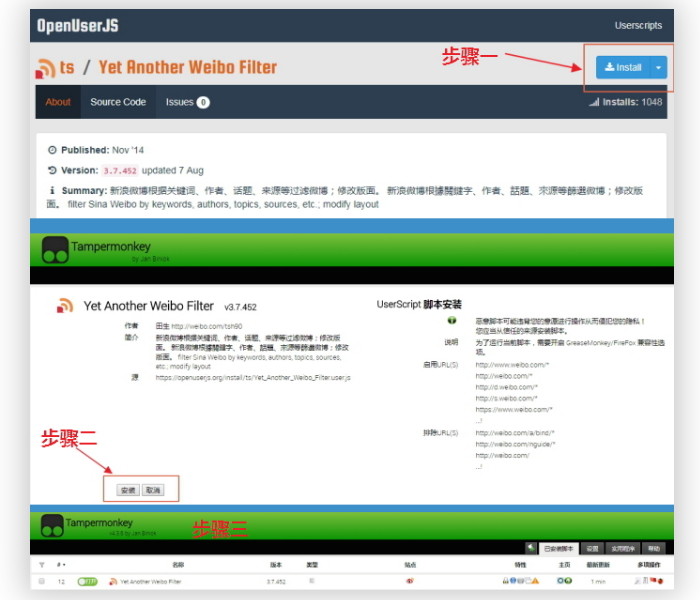 OpenUserJS
Userscripts
步骤一
ts / Yet Another Weibo Filter
Install
About Source Code Issues 0
Installs: 1048
Published: Nov '14
Version: 3.7.452 updated 7 Aug
Summary: 新浪微博根据关键词、作者、话题、来源等过滤微博；修改版面。 新浪微博根據關鍵字、作者、話題、來源等篩選微博；修改版
面。 filter Sina Weibo by keywords, authors, topics, sources, etc.; modify layout
Tampermonkey
by Jan Biniok
Yet Another Weibo Filter v3.7.452
作者 田生 http://weibo.com/tsh90
简介 新浪微博根据关键词、作者、话题、来源等过滤微博；修改版
面。 新浪微博根據關鍵字、作者、話題、來源等篩選微博；修改
版面。 filter Sina Weibo by keywords, authors, topics, sources,
etc.; modify layout
源 https://openuserjs.org/install/ts/Yet_Another_Weibo_Filter.user.js
UserScript 脚本安装
恶意脚本可能违背您的意愿进行操作从而侵犯您的隐私！
您应当从信任的来源安装脚本。
说明 为了运行当前脚本，需要开启 GreaseMonkey/FireFox 兼容性选
项。
启用URL(S) http://www.weibo.com/*
http://weibo.com/*
http://d.weibo.com/*
http://s.weibo.com/*
https://www.weibo.com/*
...!
排除URL(S) http://weibo.com/a/bind/*
http://weibo.com/nguide/*
http://weibo.com/
...!
步骤二
安装 取消
Tampermonkey
by Jan Biniok
步骤三
已安装脚本 设置 实用程序 帮助
# 名称 版本 类型 站点 特性 主页 最新更新 多项操作
12 Yet Another Weibo Filter 3.7.452 1 min